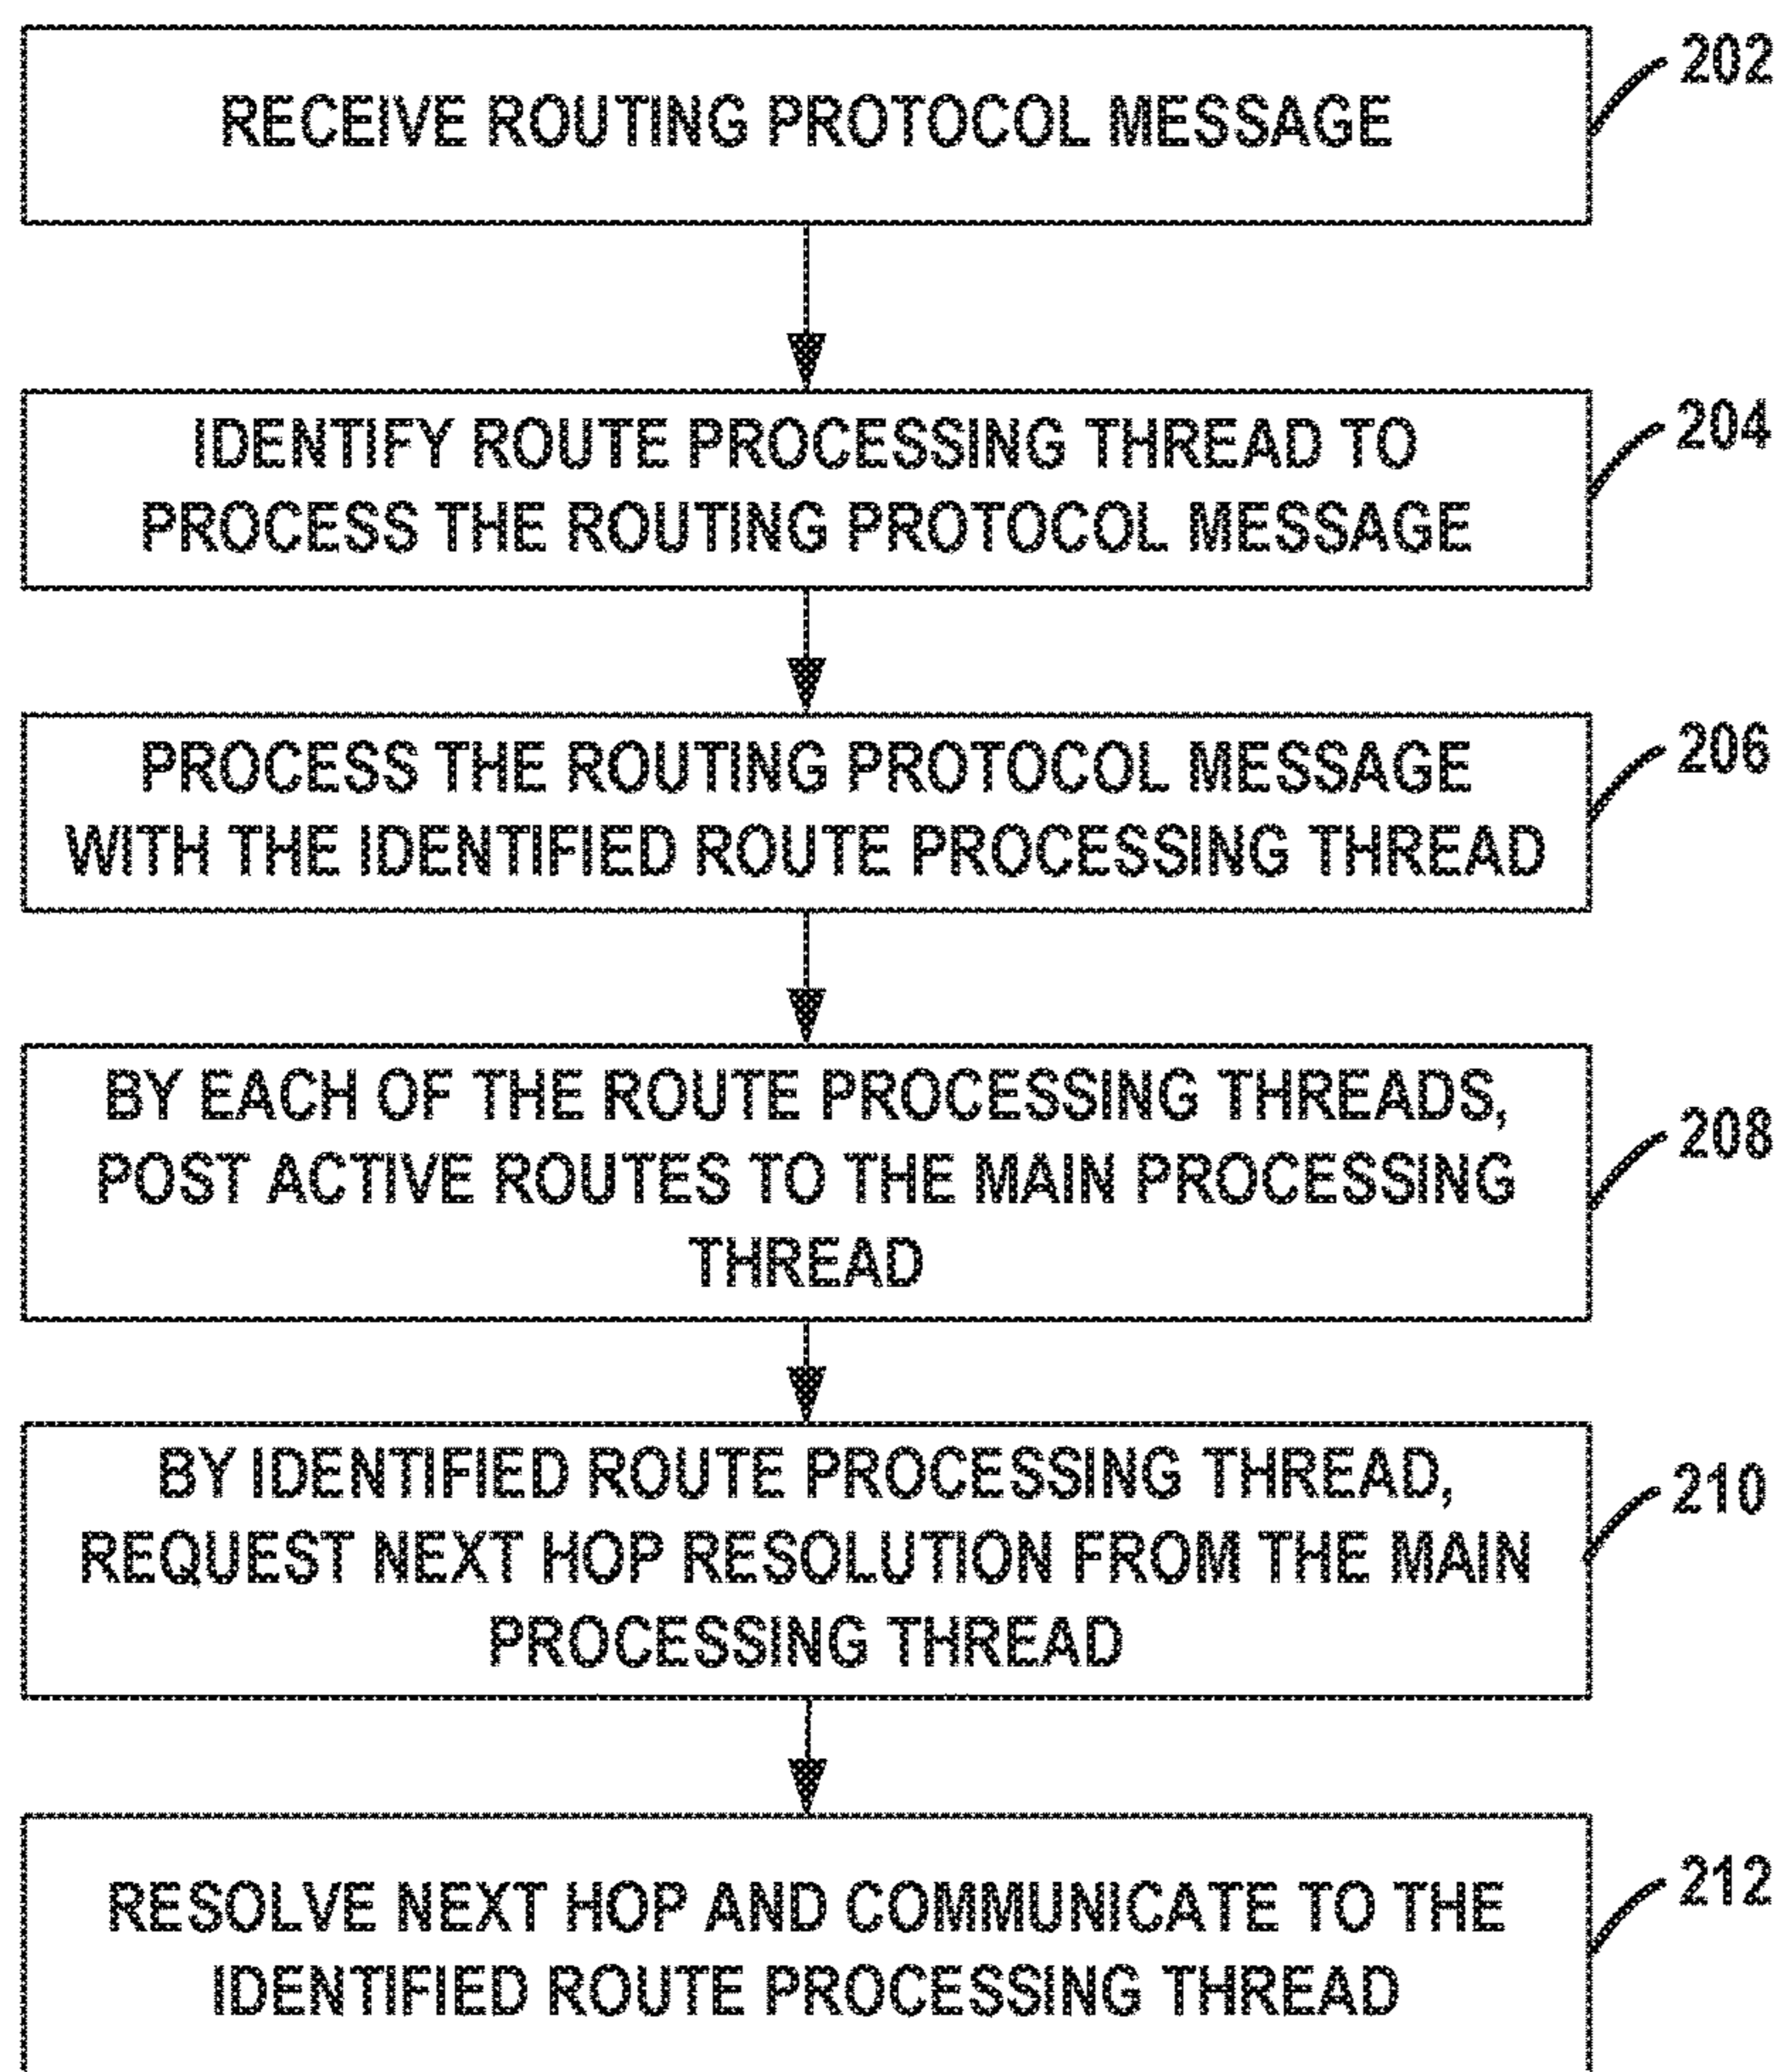 RECEIVE ROUTING PROTOCOL MESSAGE
202
IDENTIFY ROUTE PROCESSING THREAD TO
PROCESS THE ROUTING PROTOCOL MESSAGE
204
PROCESS THE ROUTING PROTOCOL MESSAGE
WITH THE IDENTIFIED ROUTE PROCESSING THREAD
206
BY EACH OF THE ROUTE PROCESSING THREADS,
POST ACTIVE ROUTES TO THE MAIN PROCESSING
THREAD
208
BY IDENTIFIED ROUTE PROCESSING THREAD,
REQUEST NEXT HOP RESOLUTION FROM THE MAIN
PROCESSING THREAD
210
RESOLVE NEXT HOP AND COMMUNICATE TO THE
IDENTIFIED ROUTE PROCESSING THREAD
212